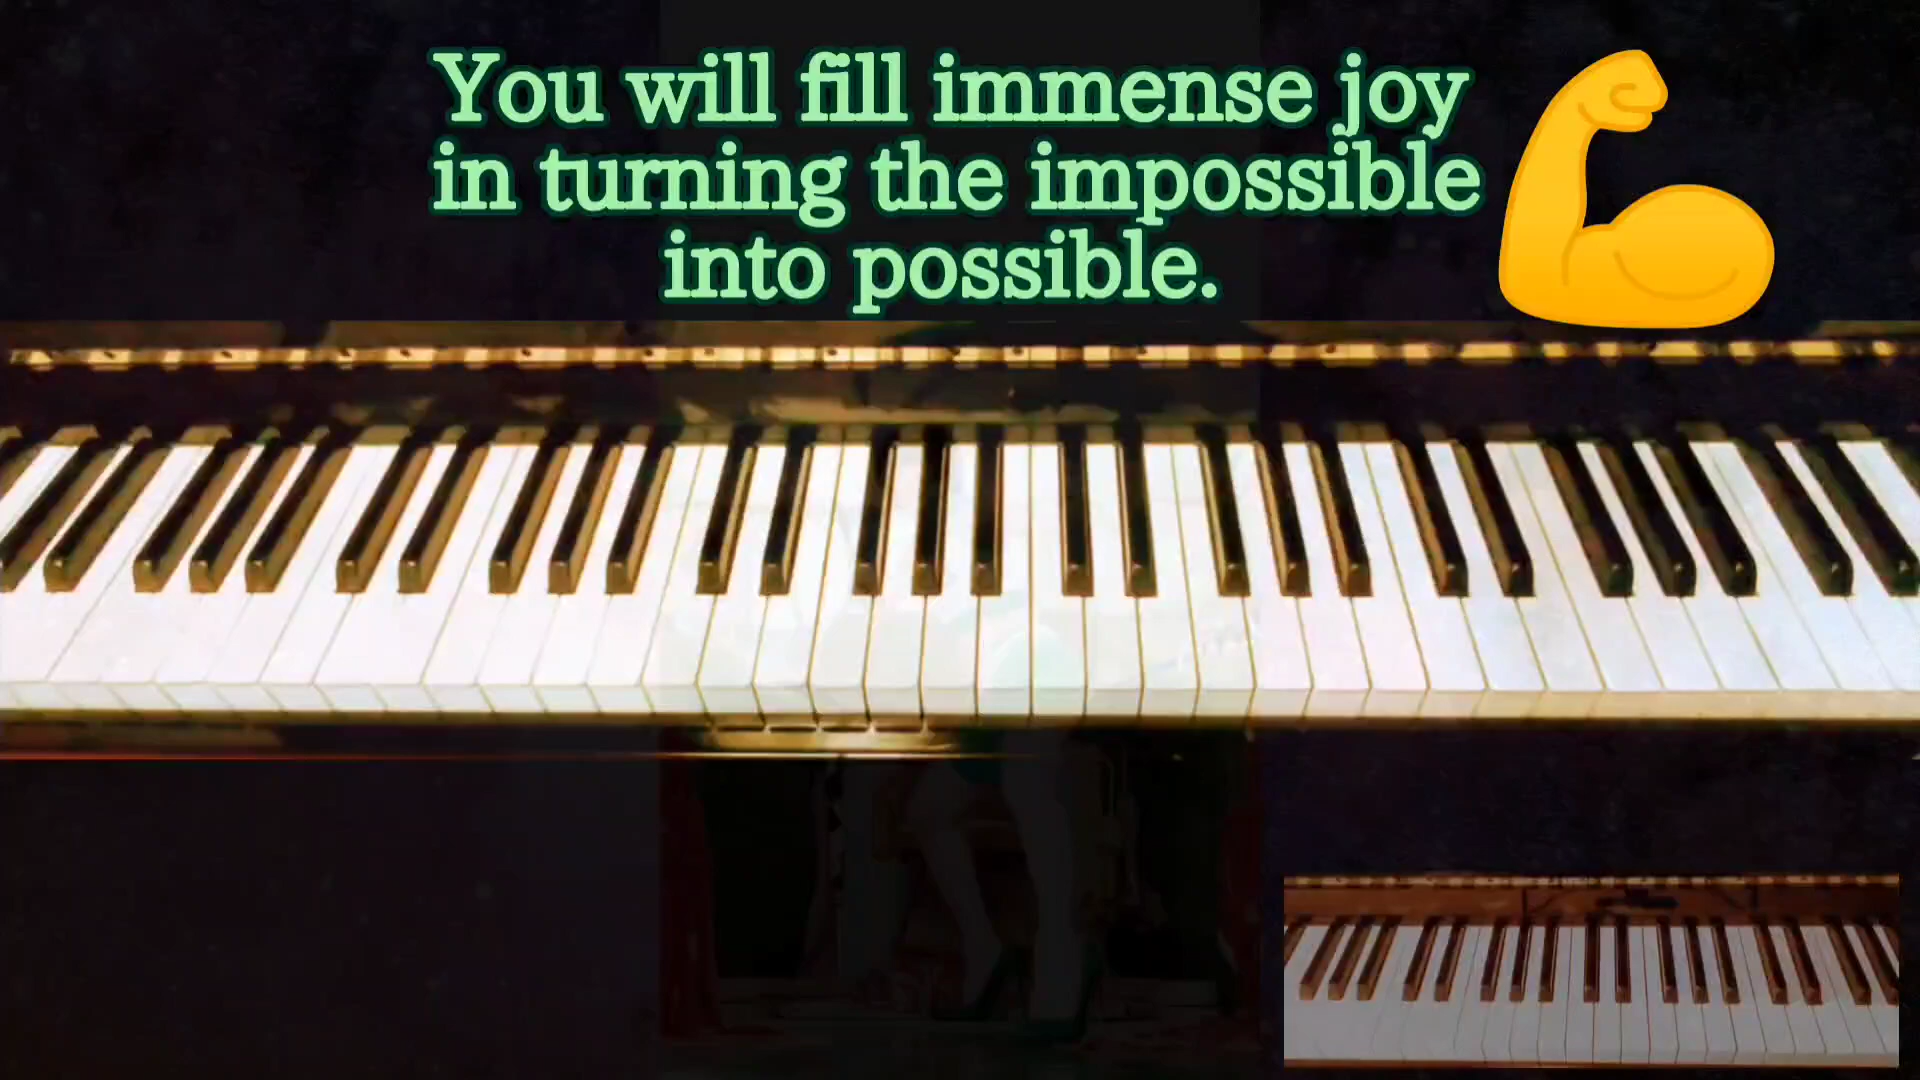 You will fill immense joy
in turning the impossible
into possible.